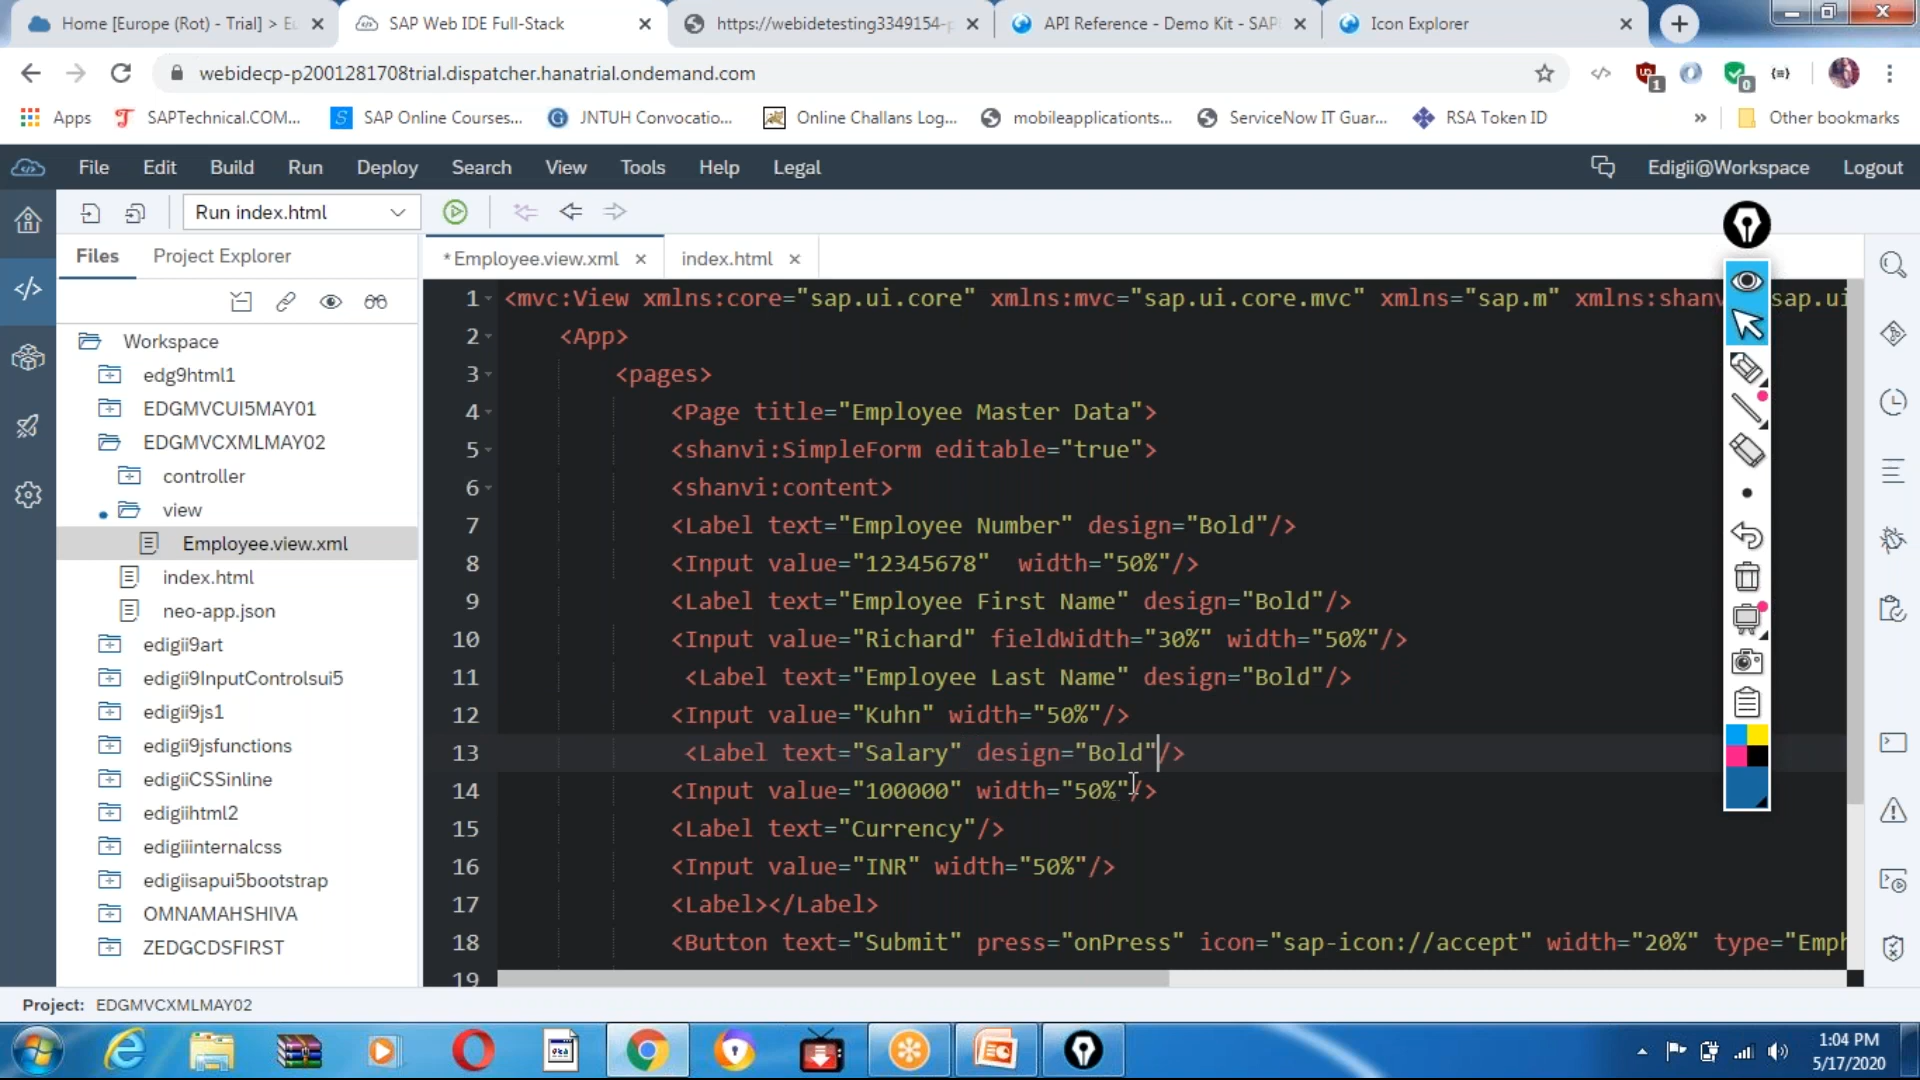 Home [Europe (Rot) - Trial] > Eu
SAP Web IDE Full-Stack
https://webidetesting3349154-p
API Reference - Demo Kit - SAP
Icon Explorer
webidecp-p2001281708trial.dispatcher.hanatrial.ondemand.com
Apps
SAPTechnical.COM...
SAP Online Courses...
JNTUH Convocatio...
Online Challans Log...
mobileapplicationts...
ServiceNow IT Guar...
RSA Token ID
»
Other bookmarks
File Edit Build Run Deploy Search View Tools Help Legal
Edigii@Workspace
Logout
Run index.html
Files
Project Explorer
*Employee.view.xml
index.html
Workspace
edg9html1
EDGMVCUI5MAY01
EDGMVCXMLMAY02
controller
view
Employee.view.xml
index.html
neo-app.json
edigii9art
edigii9InputControlsui5
edigii9js1
edigii9jsfunctions
edigiiCSSinline
edigiihtml2
edigiiinternalcss
edigiisapui5bootstrap
OMNAMAHSHIVA
ZEDGCDSFIRST
1 <mvc:View xmlns:core="sap.ui.core" xmlns:mvc="sap.ui.core.mvc" xmlns="sap.m" xmlns:shanv sap.ui
2 <App>
3 <pages>
4 <Page title="Employee Master Data">
5 <shanvi:SimpleForm editable="true">
6 <shanvi:content>
7 <Label text="Employee Number" design="Bold"/>
8 <Input value="12345678"  width="50%"/>
9 <Label text="Employee First Name" design="Bold"/>
10 <Input value="Richard" fieldWidth="30%" width="50%"/>
11 <Label text="Employee Last Name" design="Bold"/>
12 <Input value="Kuhn" width="50%"/>
13 <Label text="Salary" design="Bold"/>
14 <Input value="100000" width="50%"/>
15 <Label text="Currency"/>
16 <Input value="INR" width="50%"/>
17 <Label></Label>
18 <Button text="Submit" press="onPress" icon="sap-icon://accept" width="20%" type="Emph
19
Project: EDGMVCXMLMAY02
1:04 PM
5/17/2020